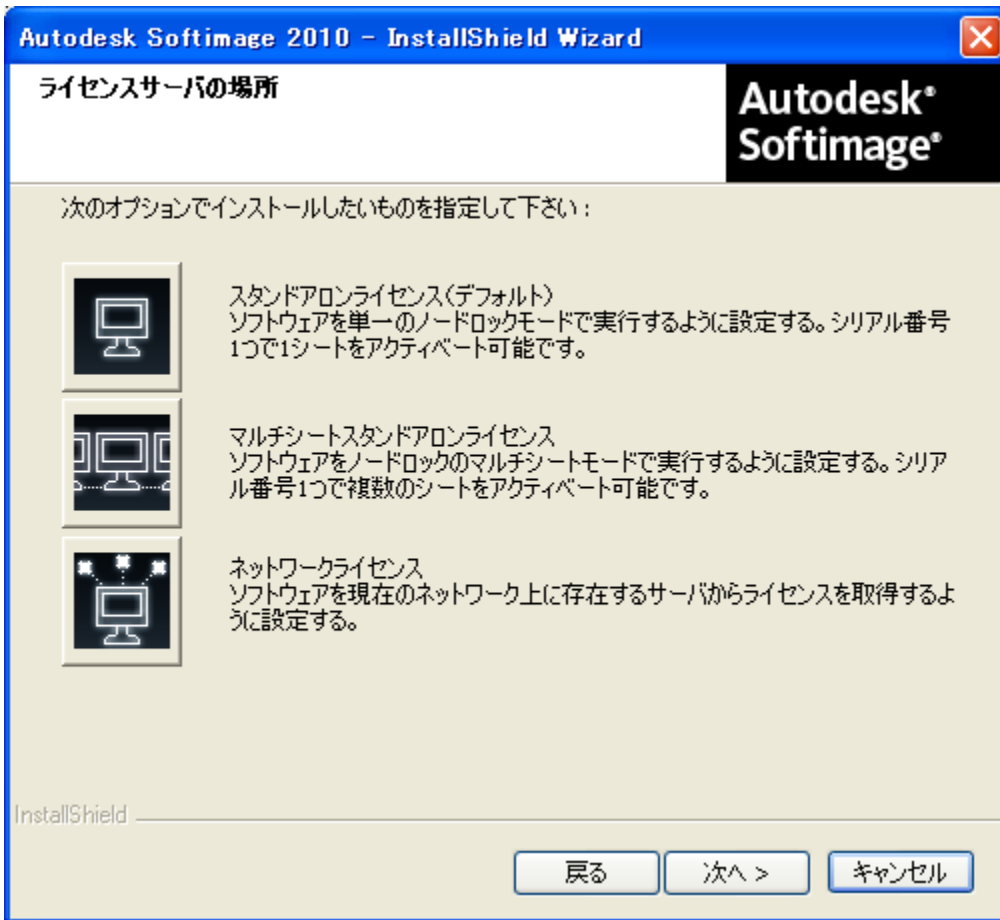 Autodesk Softimage 2010 - InstallShield Wizard
ライセンスサーバの場所
Autodesk®
Softimage®
次のオプションでインストールしたいものを指定して下さい:
スタンドアロンライセンス(デフォルト)
ソフトウェアを単一のノードロックモードで実行するように設定する。シリアル番号
1つで1シートをアクティベート可能です。
マルチシートスタンドアロンライセンス
ソフトウェアをノードロックのマルチシートモードで実行するように設定する。シリア
ル番号1つで複数のシートをアクティベート可能です。
ネットワークライセンス
ソフトウェアを現在のネットワーク上に存在するサーバからライセンスを取得するよ
うに設定する。
InstallShield
戻る
次へ >
キャンセル